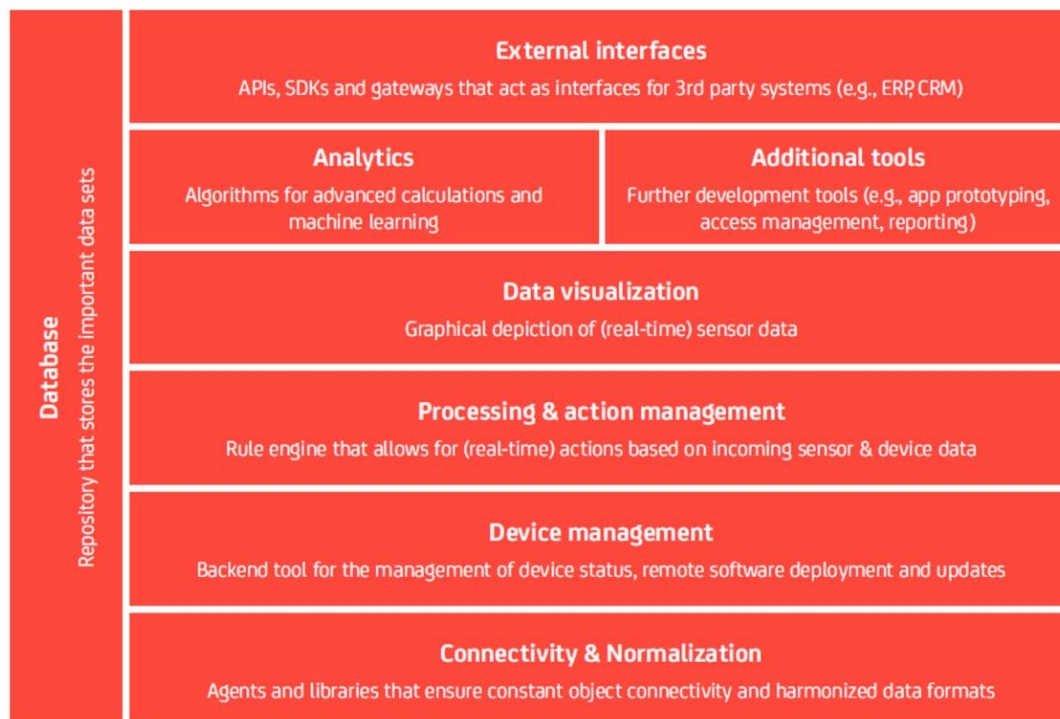 Database
Repository that stores the important data sets
External interfaces
APIs, SDKs and gateways that act as interfaces for 3rd party systems (e.g., ERP, CRM)
Analytics
Algorithms for advanced calculations and
machine learning
Additional tools
Further development tools (e.g., app prototyping,
access management, reporting)
Data visualization
Graphical depiction of (real-time) sensor data
Processing & action management
Rule engine that allows for (real-time) actions based on incoming sensor & device data
Device management
Backend tool for the management of device status, remote software deployment and updates
Connectivity & Normalization
Agents and libraries that ensure constant object connectivity and harmonized data formats